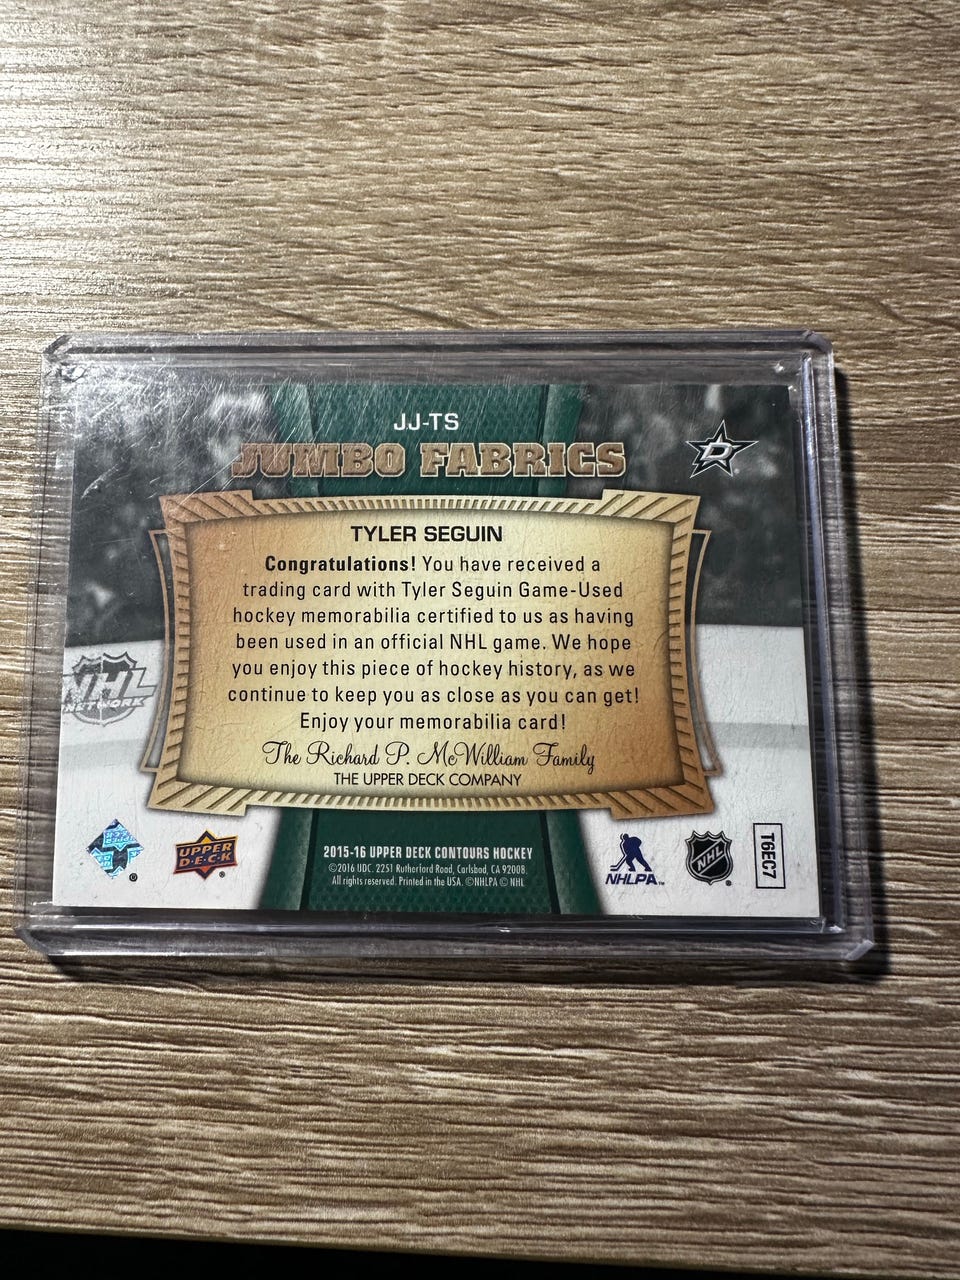 JJ-TS
JUMBO FABRICS
D
TYLER SEGUIN
Congratulations! You have received a
trading card with Tyler Seguin Game-Used
hockey memorabilia certified to us as having
been used in an official NHL game. We hope
you enjoy this piece of hockey history, as we
continue to keep you as close as you can get!
Enjoy your memorabilia card!
The Richard P. McWilliam Family
THE UPPER DECK COMPANY
NHL
NETWORK
UPPER
D·E·C·K
2015-16 UPPER DECK CONTOURS HOCKEY
©2016 UDC. 2251 Rutherford Road, Carlsbad, CA 92008.
All rights reserved. Printed in the USA. ©NHLPA © NHL
NHLPA™
NHL
T6EC7